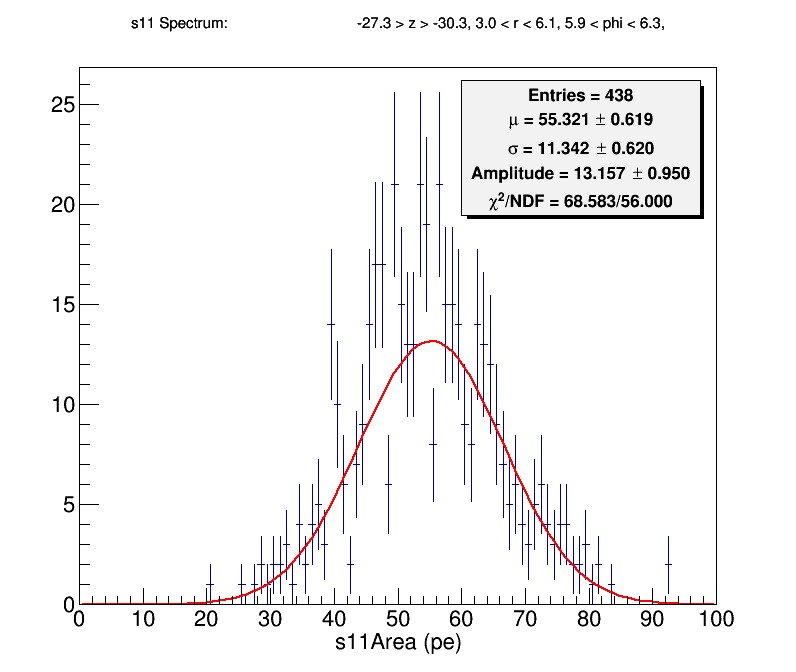 s11 Spectrum: -27.3 > z > -30.3, 3.0 < r < 6.1, 5.9 < phi < 6.3,
Entries = 438
μ = 55.321 ± 0.619
σ = 11.342 ± 0.620
Amplitude = 13.157 ± 0.950
χ²/NDF = 68.583/56.000
25
20
15
10
5
0
0 10 20 30 40 50 60 70 80 90 100
s11Area (pe)